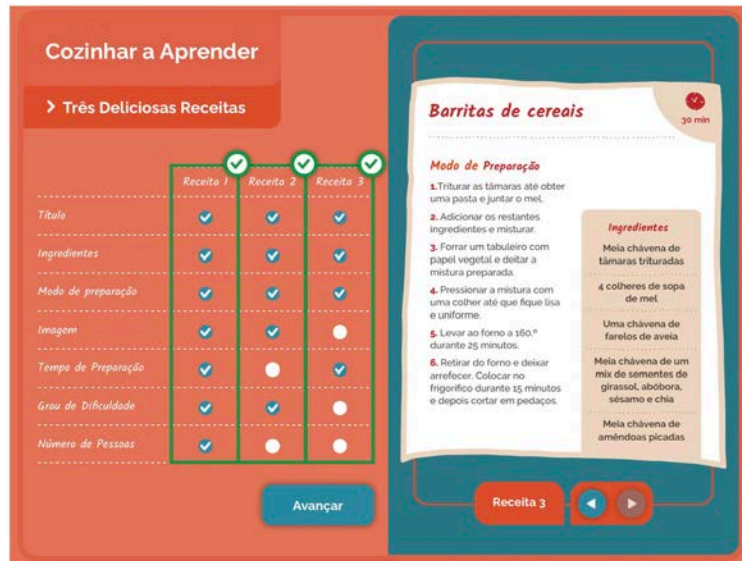 Cozinhar a Aprender
Três Deliciosas Receitas
Receita 1 Receita 2 Receita 3
Título
Ingredientes
Modo de preparação
Imagem
Tempo de Preparação
Grau de Dificuldade
Número de Pessoas
Avançar
Barritas de cereais
30 min
Modo de Preparação
1.Triturar as tâmaras até obter
uma pasta e juntar o mel.
2. Adicionar os restantes
ingredientes e misturar.
3. Forrar um tabuleiro com
papel vegetal e deitar a
mistura preparada.
4. Pressionar a mistura com
uma colher até que fique lisa
e uniforme.
5. Levar ao forno a 160.º
durante 25 minutos.
6. Retirar do forno e deixar
arrefecer. Colocar no
frigorífico durante 15 minutos
e depois cortar em pedaços.
Ingredientes
Meia chávena de
tâmaras trituradas
4 colheres de sopa
de mel
Uma chávena de
farelos de aveia
Meia chávena de um
mix de sementes de
girassol, abóbora,
sésamo e chia
Meia chávena de
amêndoas picadas
Receita 3